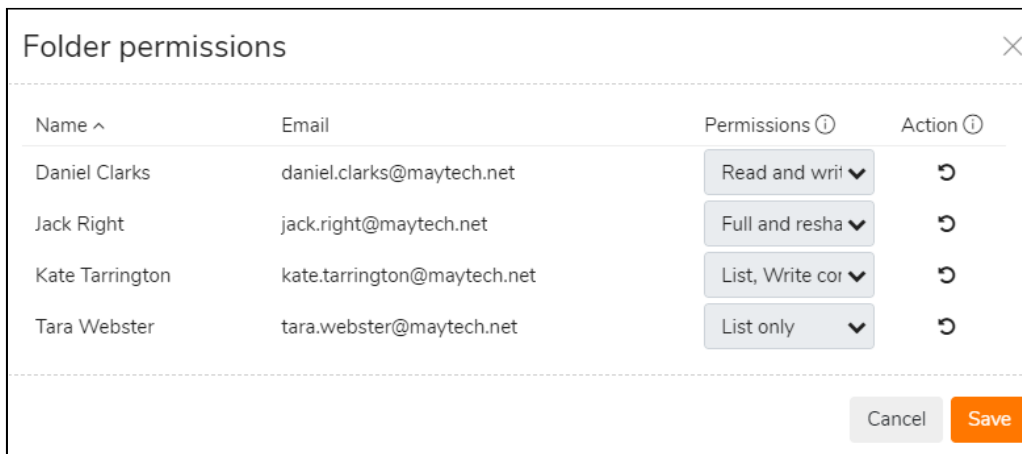 Folder permissions
Name Email Permissions Action
Daniel Clarks daniel.clarks@maytech.net Read and writ
Jack Right jack.right@maytech.net Full and resha
Kate Tarrington kate.tarrington@maytech.net List, Write cor
Tara Webster tara.webster@maytech.net List only
Cancel Save